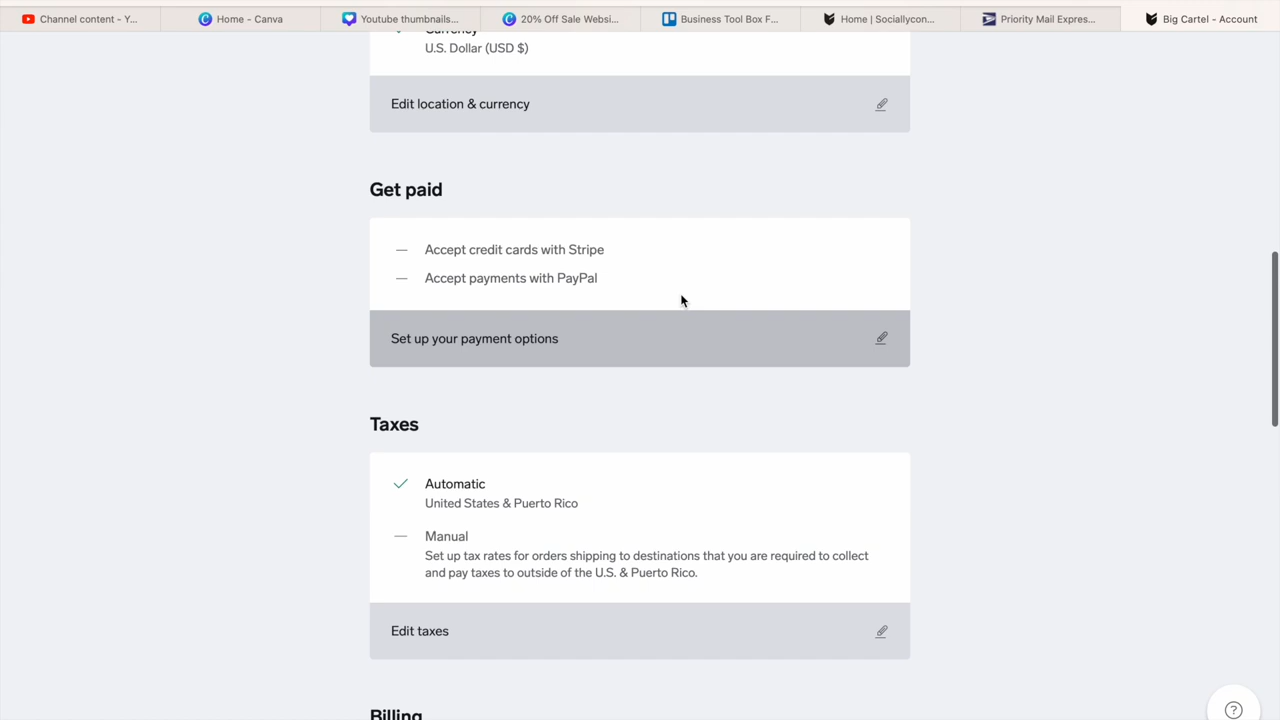 Channel content - Y...
Home - Canva
Youtube thumbnails...
20% Off Sale Websi...
Business Tool Box F...
Home | Sociallycon...
Priority Mail Expres...
Big Cartel - Account
Currency
U.S. Dollar (USD $)
Edit location & currency
Get paid
Accept credit cards with Stripe
Accept payments with PayPal
Set up your payment options
Taxes
Automatic
United States & Puerto Rico
Manual
Set up tax rates for orders shipping to destinations that you are required to collect
and pay taxes to outside of the U.S. & Puerto Rico.
Edit taxes
Billing